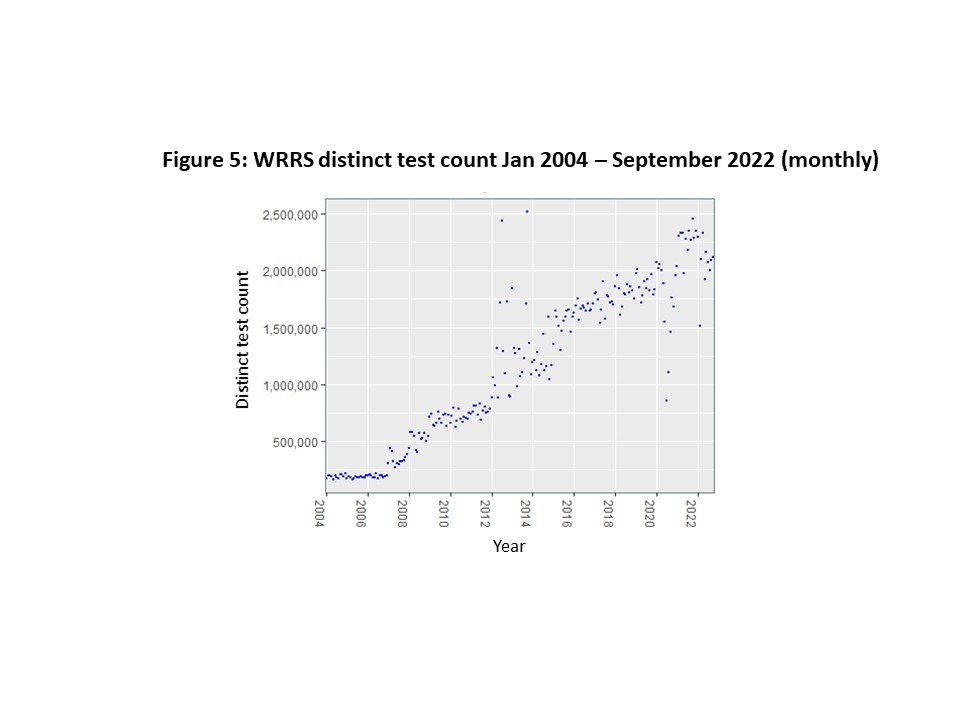 Figure 5: WRRS distinct test count Jan 2004 – September 2022 (monthly)
2,500,000
2,000,000
1,500,000
1,000,000
500,000
Distinct test count
2004 2006 2008 2010 2012 2014 2016 2018 2020 2022
Year